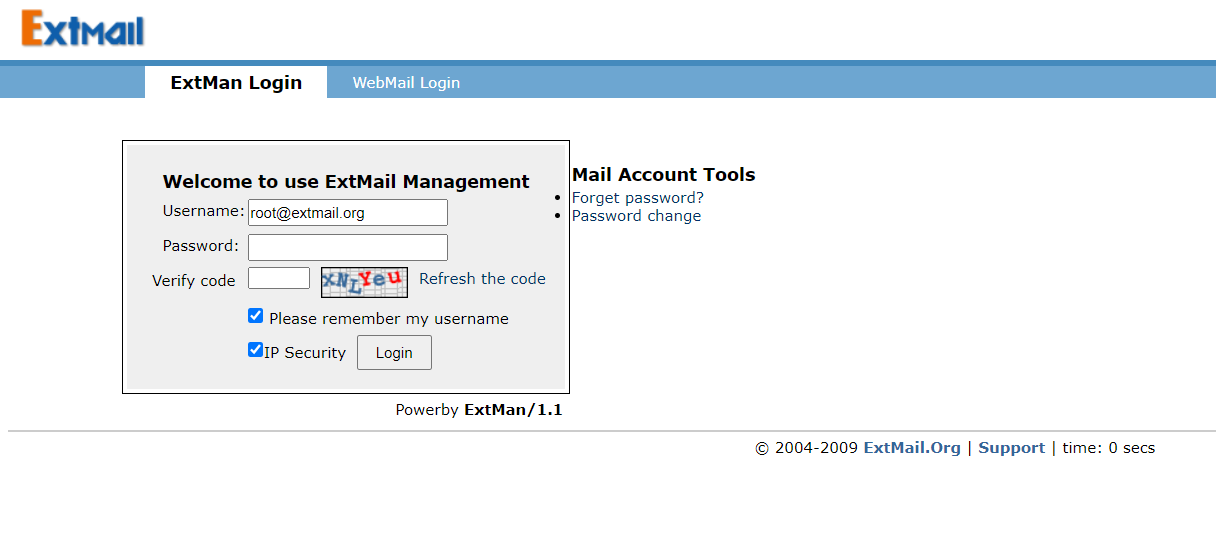 ExtMail
ExtMan Login WebMail Login
Welcome to use ExtMail Management
Username: root@extmail.org
Password:
Verify code xNLYeu Refresh the code
Please remember my username
IP Security Login
Mail Account Tools
Forget password?
Password change
Powerby ExtMan/1.1
© 2004-2009 ExtMail.Org | Support | time: 0 secs